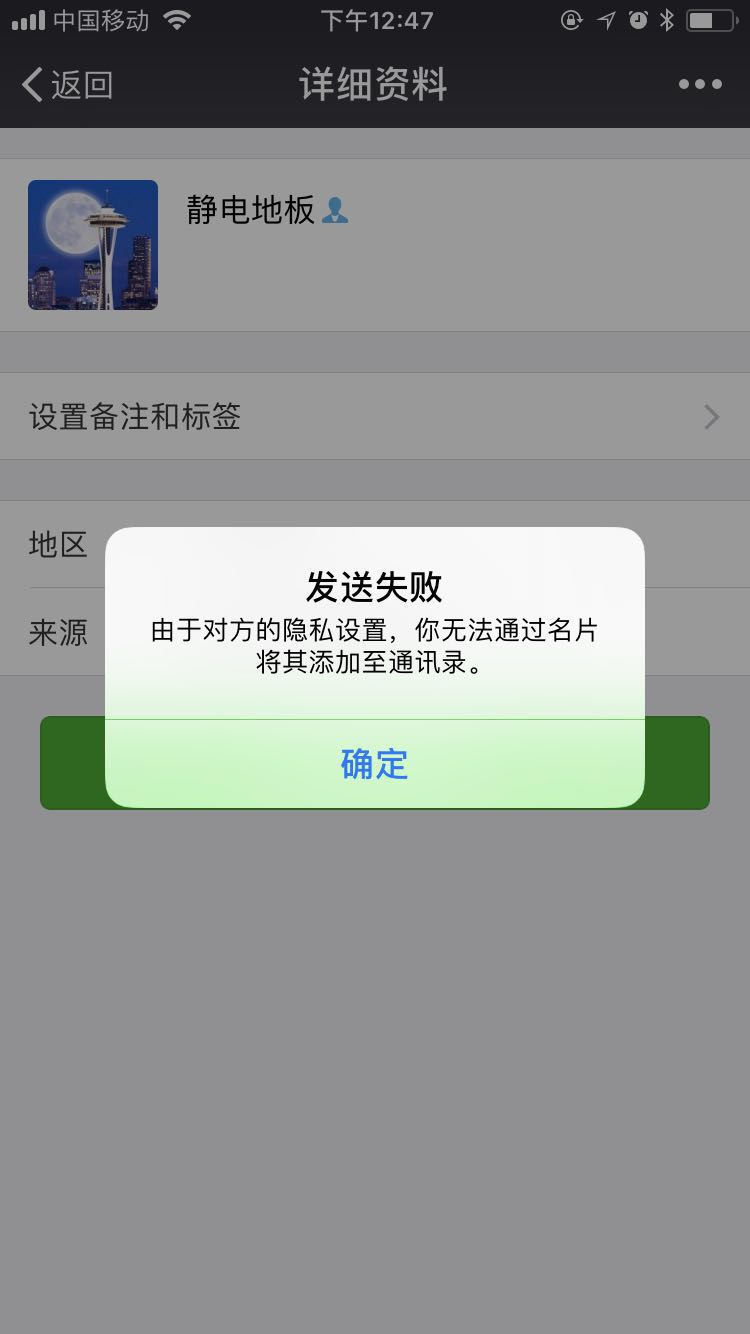 中国移动 下午12:47
返回 详细资料
静电地板
设置备注和标签
地区
来源
发送失败
由于对方的隐私设置，你无法通过名片
将其添加至通讯录。
确定